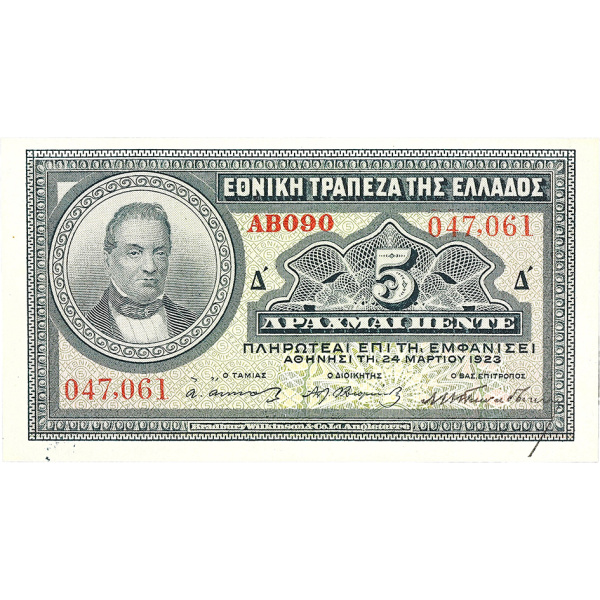 ΕΘΝΙΚΗ ΤΡΑΠΕΖΑ ΤΗΣ ΕΛΛΑΔΟΣ
ΑΒ090 047,061
Δ΄ 5 Δ΄
ΔΡΑΧΜΑΙ ΠΕΝΤΕ
ΠΛΗΡΩΤΕΑΙ ΕΠΙ ΤΗ, ΕΜΦΑΝΙΣΕΙ
ΑΘΗΝΗΣΙ ΤΗ, 24 ΜΑΡΤΙΟΥ 1923
Ο ΤΑΜΙΑΣ Ο ΔΙΟΙΚΗΤΗΣ Ο ΒΑΣ. ΕΠΙΤΡΟΠΟΣ
047,061